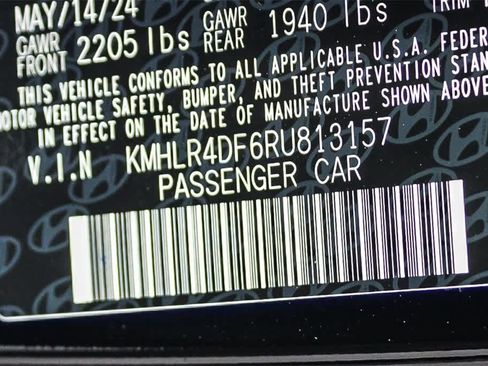 MAY/14/24
GAWR FRONT 2205 lbs GAWR REAR 1940 lbs TRIM
THIS VEHICLE CONFORMS TO ALL APPLICABLE U.S.A. FEDER
OTOR VEHICLE SAFETY, BUMPER, AND THEFT PREVENTION STAN
IN EFFECT ON THE DATE OF MANUFACTURE SHOWN ABOVE
V.I.N KMHLR4DF6RU813157
PASSENGER CAR